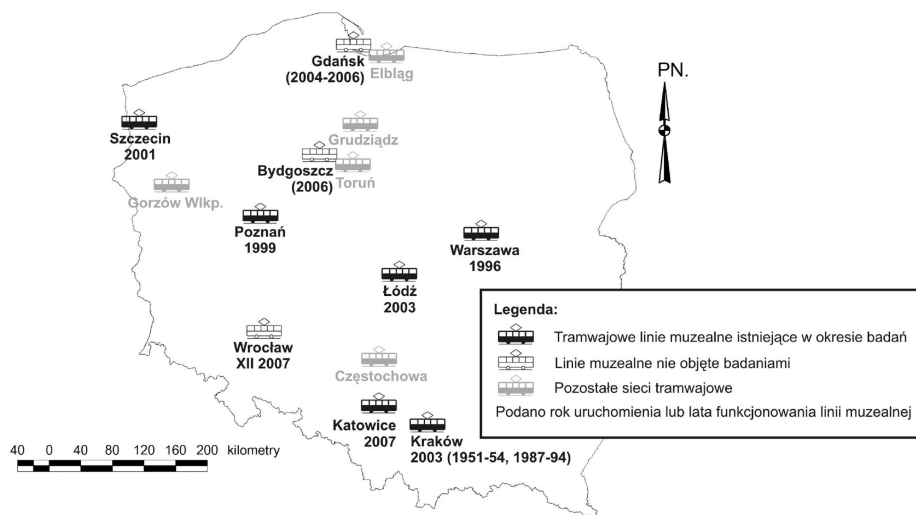 Gdańsk
(2004-2006)
Elbląg
PN.
Szczecin
2001
Grudziądz
Bydgoszcz
(2006)
Toruń
Gorzów Wlkp.
Poznań
1999
Warszawa
1996
Łódź
2003
Wrocław
XII 2007
Częstochowa
Katowice
2007
Kraków
2003 (1951-54, 1987-94)
Legenda:
Tramwajowe linie muzealne istniejące w okresie badań
Linie muzealne nie objęte badaniami
Pozostałe sieci tramwajowe
Podano rok uruchomienia lub lata funkcjonowania linii muzealnej
40 0 40 80 120 160 200 kilometry